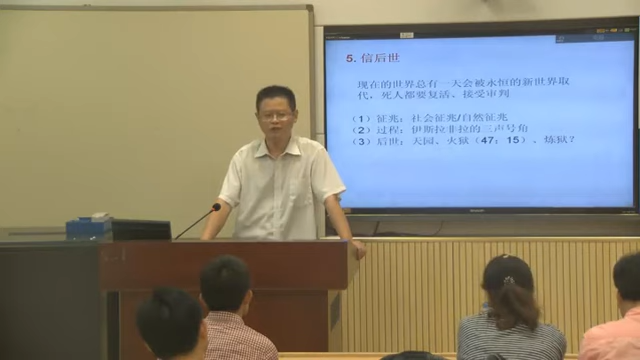 5. 信后世
现在的世界总有一天会被永恒的新世界取
代，死人都要复活、接受审判
（1）征兆：社会征兆/自然征兆
（2）过程：伊斯拉非拉的三声号角
（3）后世：天园、火狱（47：15）、炼狱？